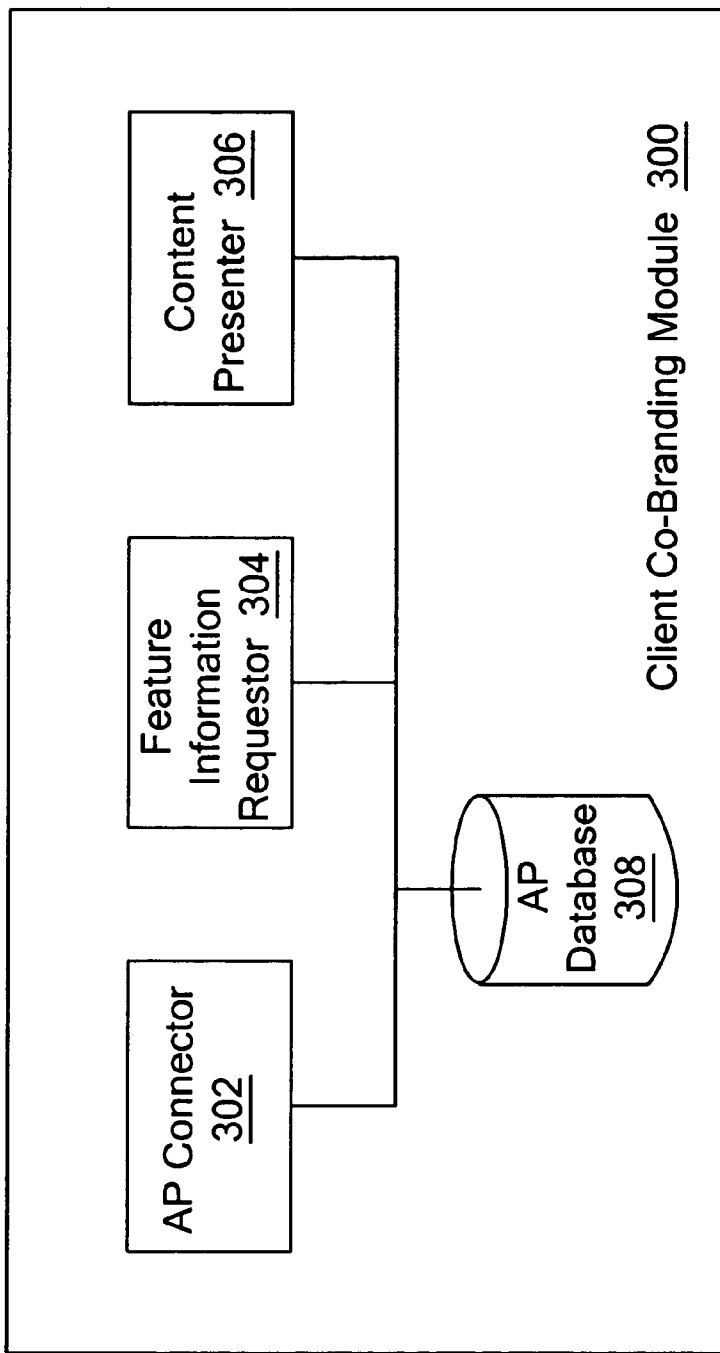 AP Connector
302
Feature
Information
Requestor 304
Content
Presenter 306
AP
Database
308
Client Co-Branding Module 300